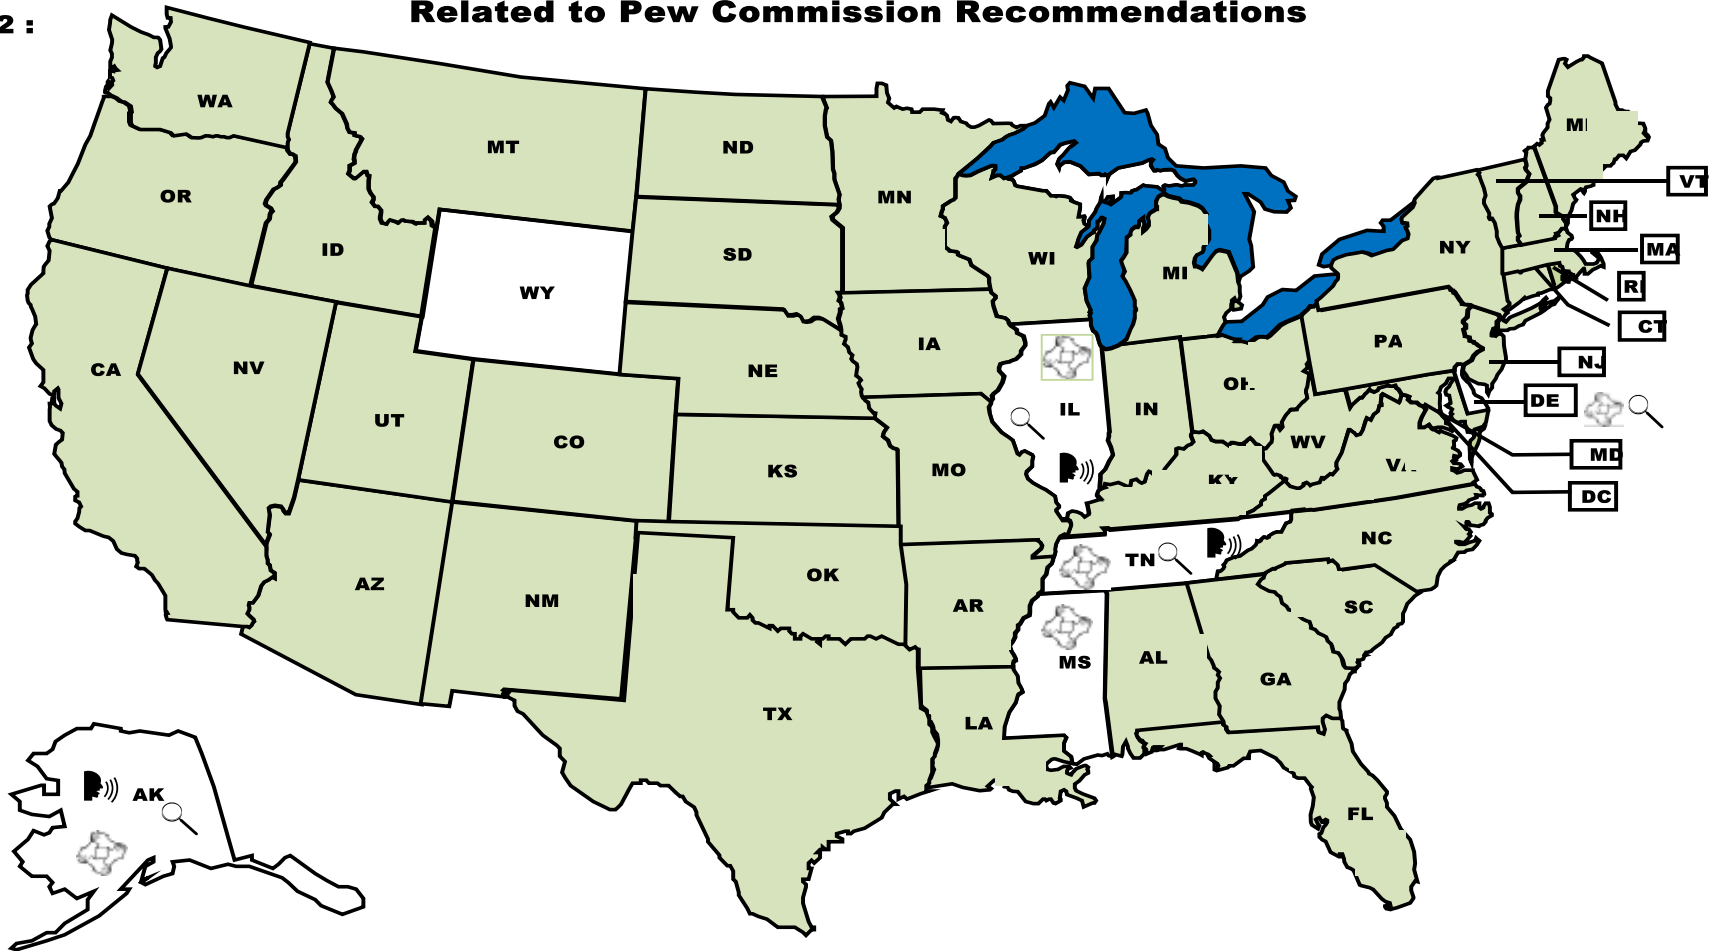 Related to Pew Commission Recommendations
2 :
WA
MT
ND
MN
OR
ID
WY
SD
WI
MI
NY
VT
NH
MA
RI
CT
NJ
DE
MD
DC
CA
NV
UT
CO
NE
KS
IA
MO
IL
IN
PA
WV
AZ
NM
OK
AR
TN
NC
SC
TX
LA
MS
AL
GA
FL
AK